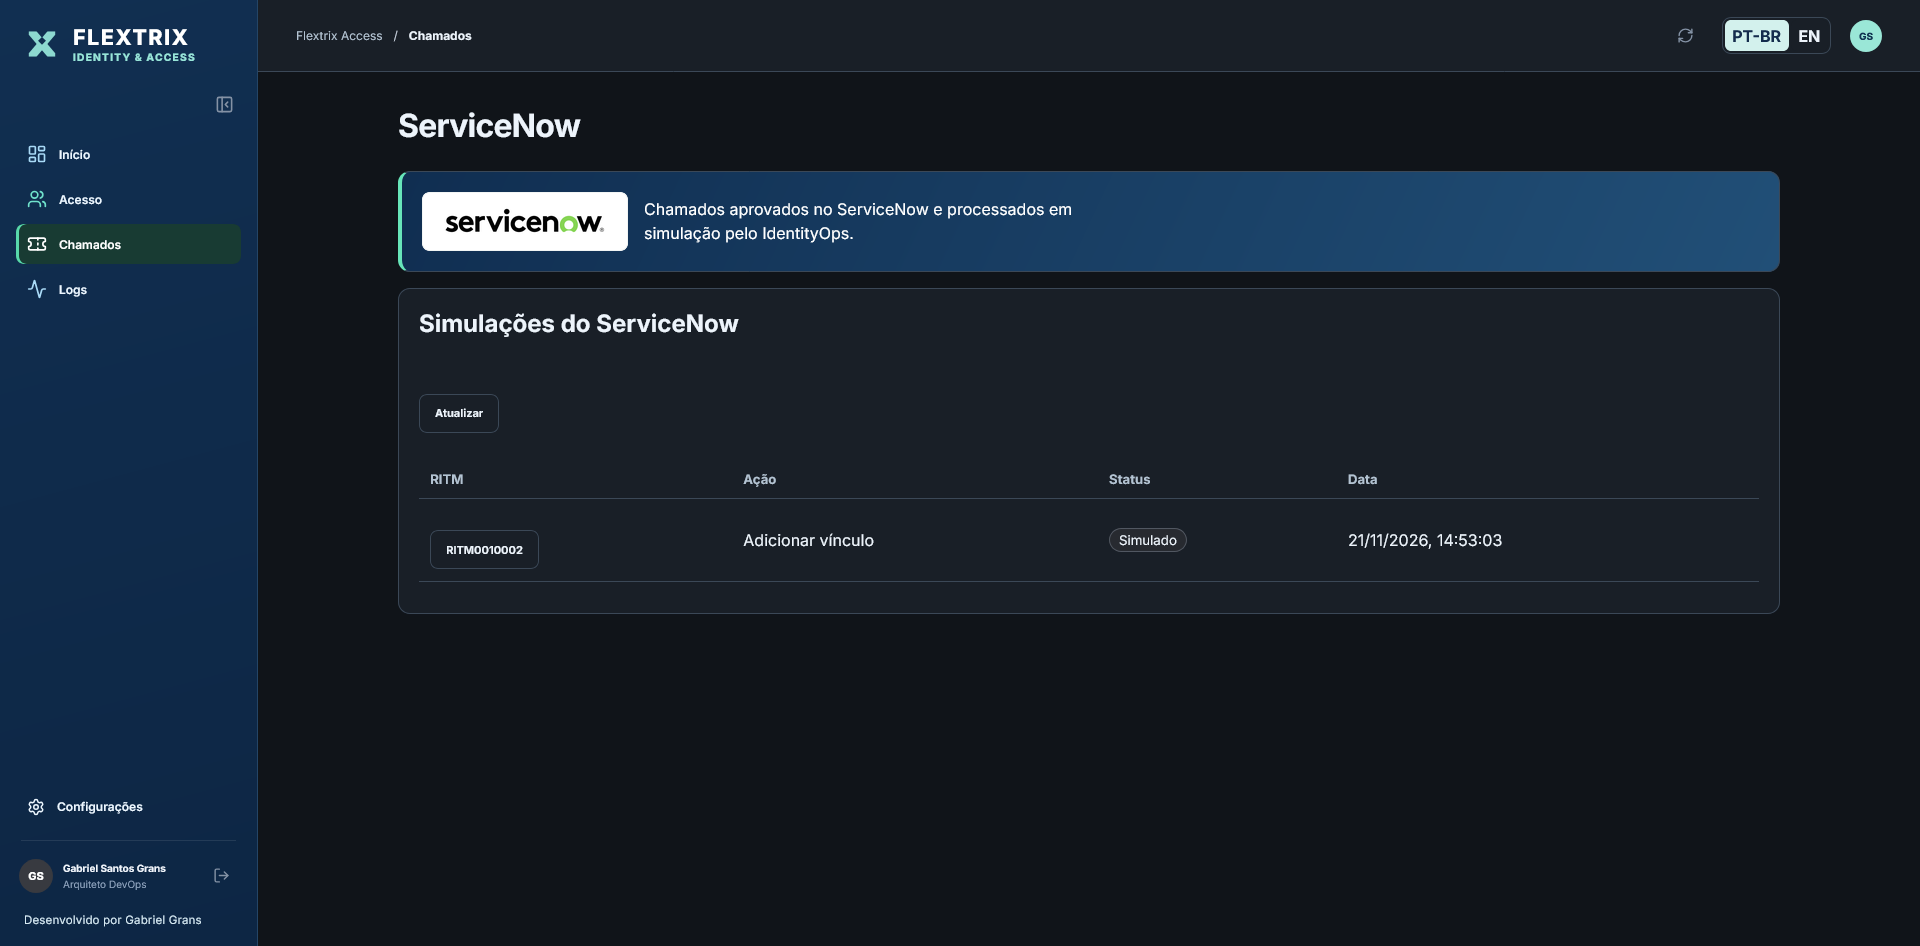 FLEXTRIX
IDENTITY & ACCESS
Início
Acesso
Chamados
Logs
Configurações
GS
Gabriel Santos Grans
Arquiteto DevOps
Desenvolvido por Gabriel Grans
Flextrix Access / Chamados
PT-BR EN
GS
ServiceNow
servicenow
Chamados aprovados no ServiceNow e processados em
simulação pelo IdentityOps.
Simulações do ServiceNow
Atualizar
RITM Ação Status Data
RITM0010002 Adicionar vínculo Simulado 21/11/2026, 14:53:03